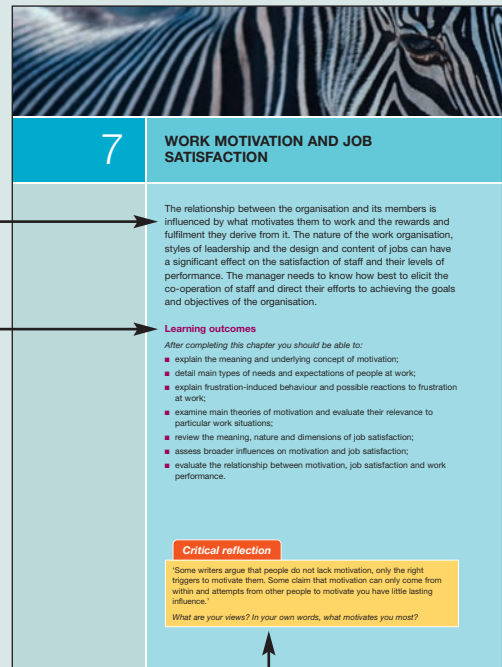 7
WORK MOTIVATION AND JOB
SATISFACTION
The relationship between the organisation and its members is
influenced by what motivates them to work and the rewards and
fulfilment they derive from it. The nature of the work organisation,
styles of leadership and the design and content of jobs can have
a significant effect on the satisfaction of staff and their levels of
performance. The manager needs to know how best to elicit the
co-operation of staff and direct their efforts to achieving the goals
and objectives of the organisation.
Learning outcomes
After completing this chapter you should be able to:
■ explain the meaning and underlying concept of motivation;
■ detail main types of needs and expectations of people at work;
■ explain frustration-induced behaviour and possible reactions to frustration
at work;
■ examine main theories of motivation and evaluate their relevance to
particular work situations;
■ review the meaning, nature and dimensions of job satisfaction;
■ assess broader influences on motivation and job satisfaction;
■ evaluate the relationship between motivation, job satisfaction and work
performance.
Critical reflection
'Some writers argue that people do not lack motivation, only the right
triggers to motivate them. Some claim that motivation can only come from
within and attempts from other people to motivate you have little lasting
influence.'
What are your views? In your own words, what motivates you most?